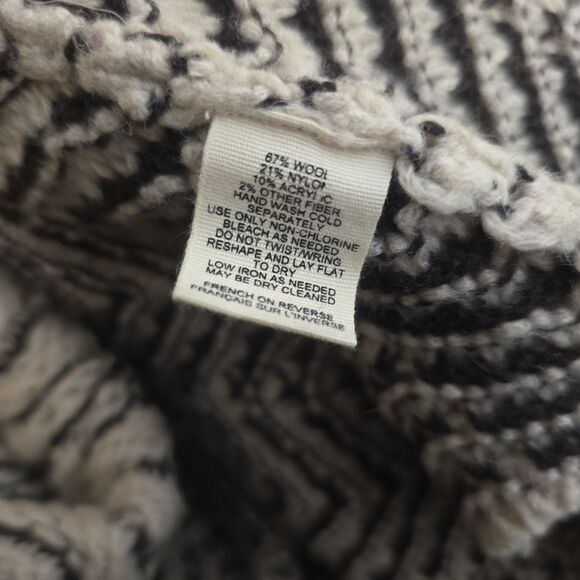 67% WOOL
21% NYLON
10% ACRYLIC
2% OTHER FIBER
HAND WASH COLD
SEPARATELY
USE ONLY NON-CHLORINE
BLEACH AS NEEDED
DO NOT TWIST/WRING
RESHAPE AND LAY FLAT
TO DRY
LOW IRON AS NEEDED
MAY BE DRY CLEANED
FRENCH ON REVERSE
FRANÇAIS SUR L'INVERSE